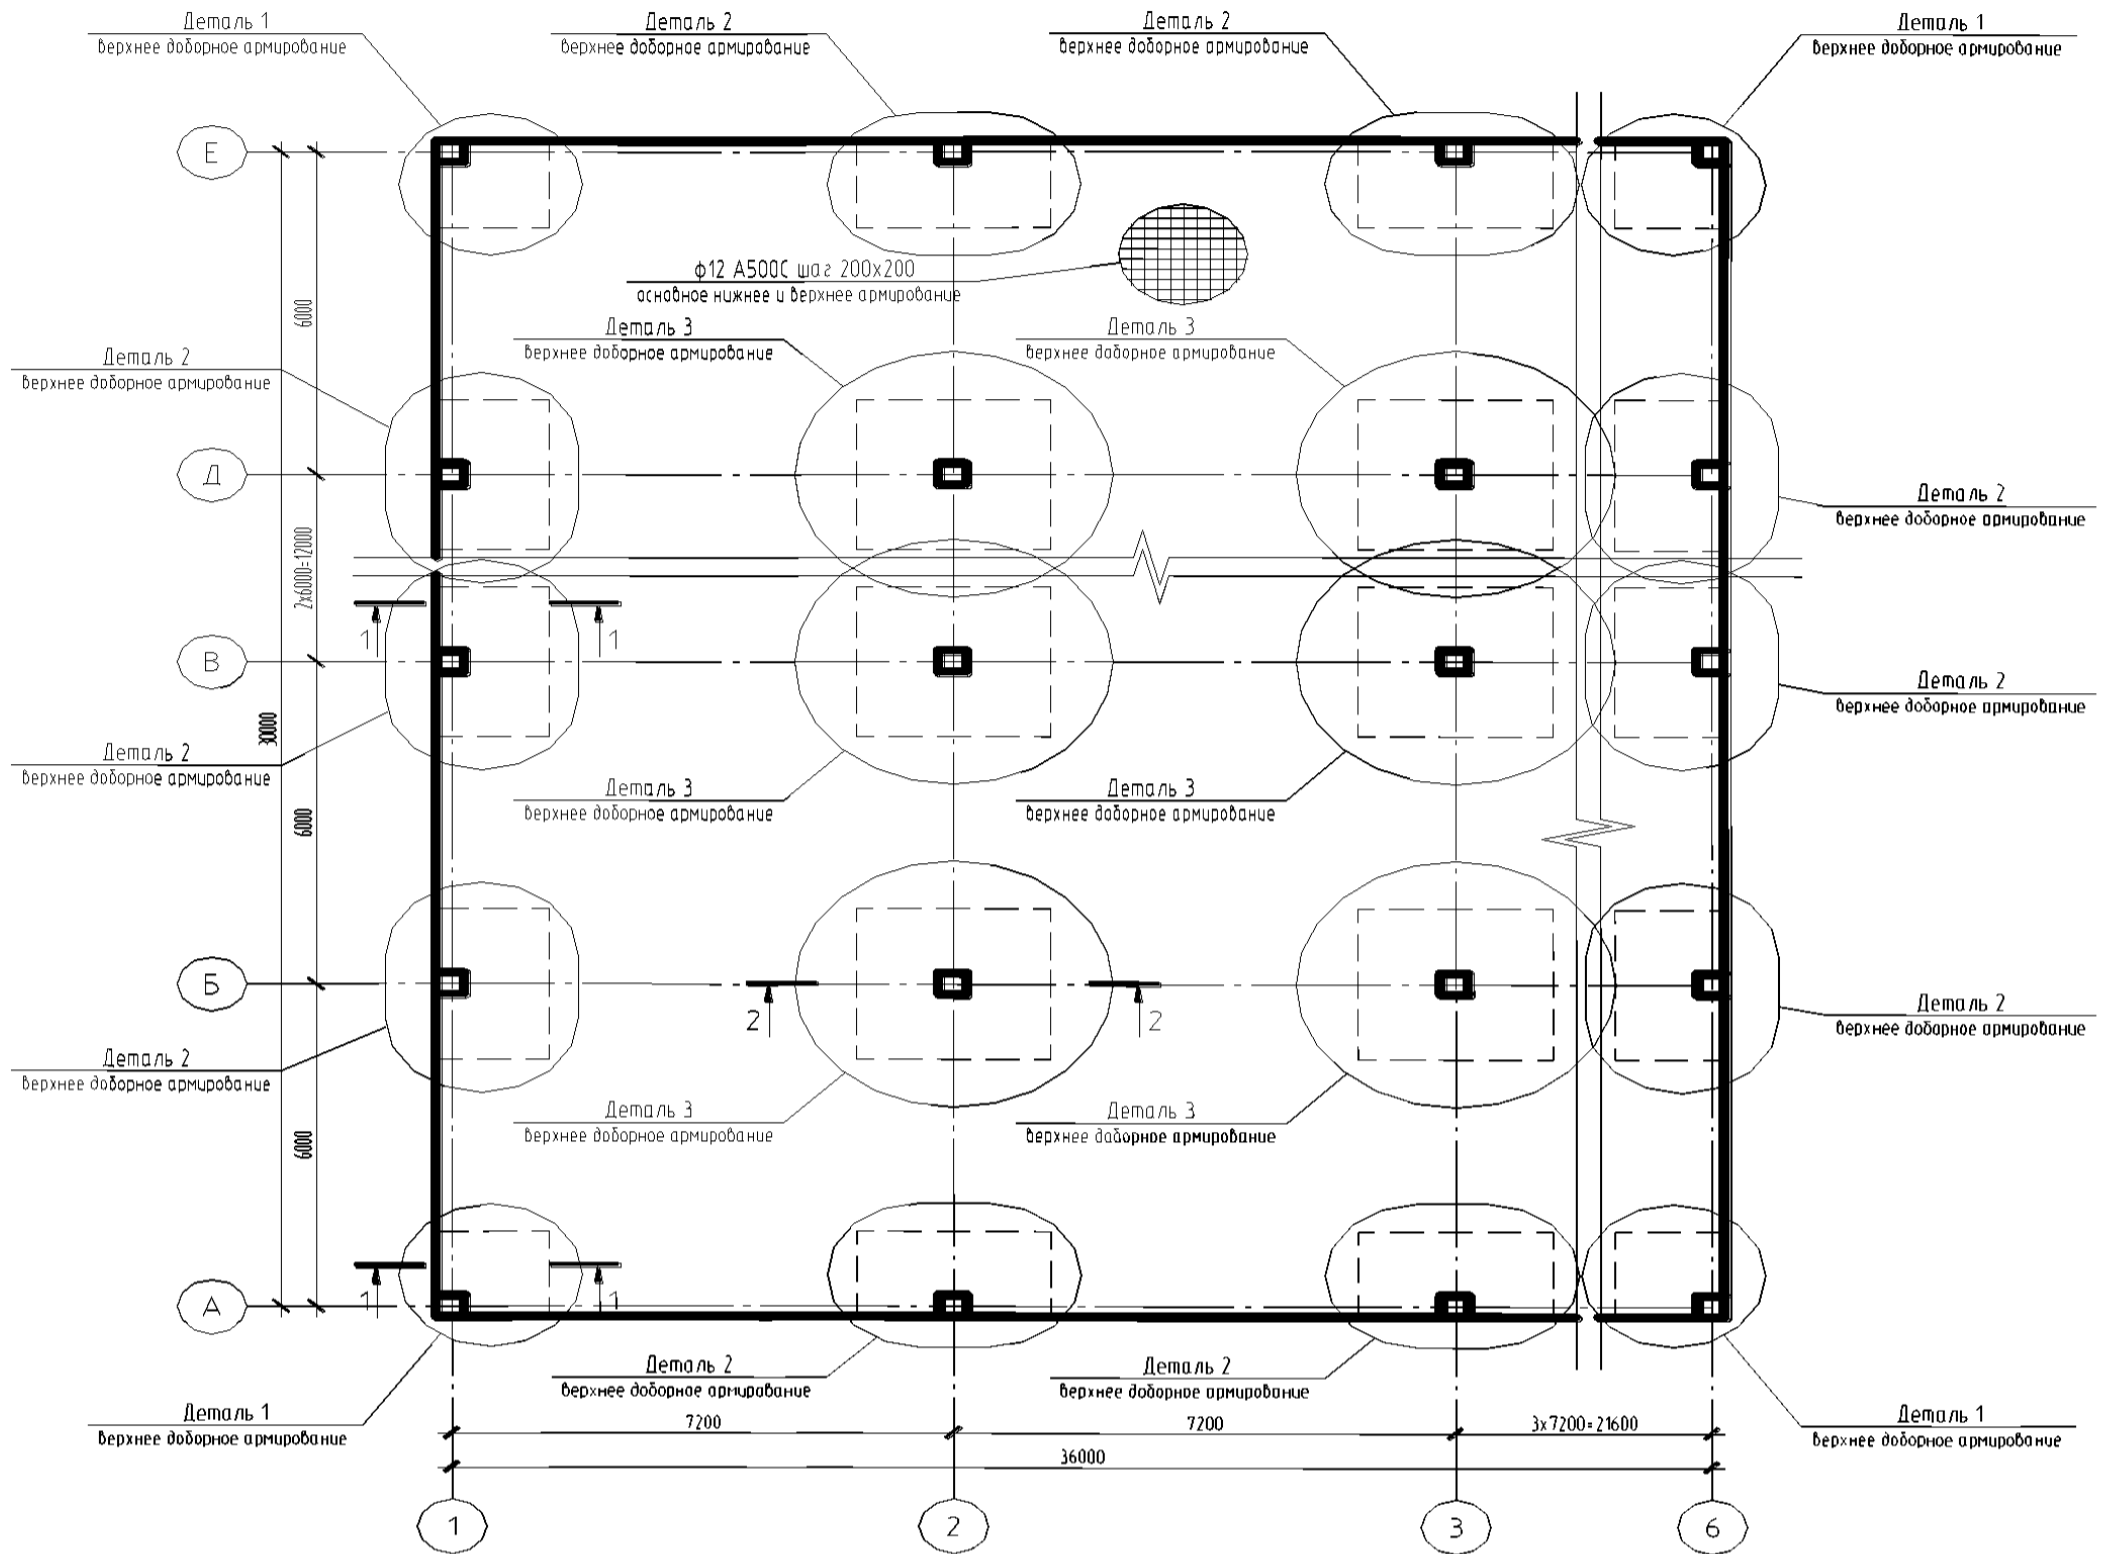 Деталь 1
верхнее доборное армирование
Деталь 2
верхнее доборное армирование
Деталь 2
верхнее доборное армирование
Деталь 1
верхнее доборное армирование
Е
6000
ф12 А500С шаг 200х200
основное нижнее и верхнее армирование
Деталь 3
верхнее доборное армирование
Деталь 3
верхнее доборное армирование
Деталь 2
верхнее доборное армирование
Д
Деталь 2
верхнее доборное армирование
2х6000=12000
1
1
В
Деталь 2
верхнее доборное армирование
30000
Деталь 2
верхнее доборное армирование
Деталь 3
верхнее доборное армирование
Деталь 3
верхнее доборное армирование
6000
Б
2
2
Деталь 2
верхнее доборное армирование
Деталь 2
верхнее доборное армирование
Деталь 3
верхнее доборное армирование
Деталь 3
верхнее доборное армирование
6000
1
1
А
Деталь 2
верхнее доборное армирование
Деталь 2
верхнее доборное армирование
Деталь 1
верхнее доборное армирование
Деталь 1
верхнее доборное армирование
7200
7200
3х7200=21600
36000
1
2
3
6